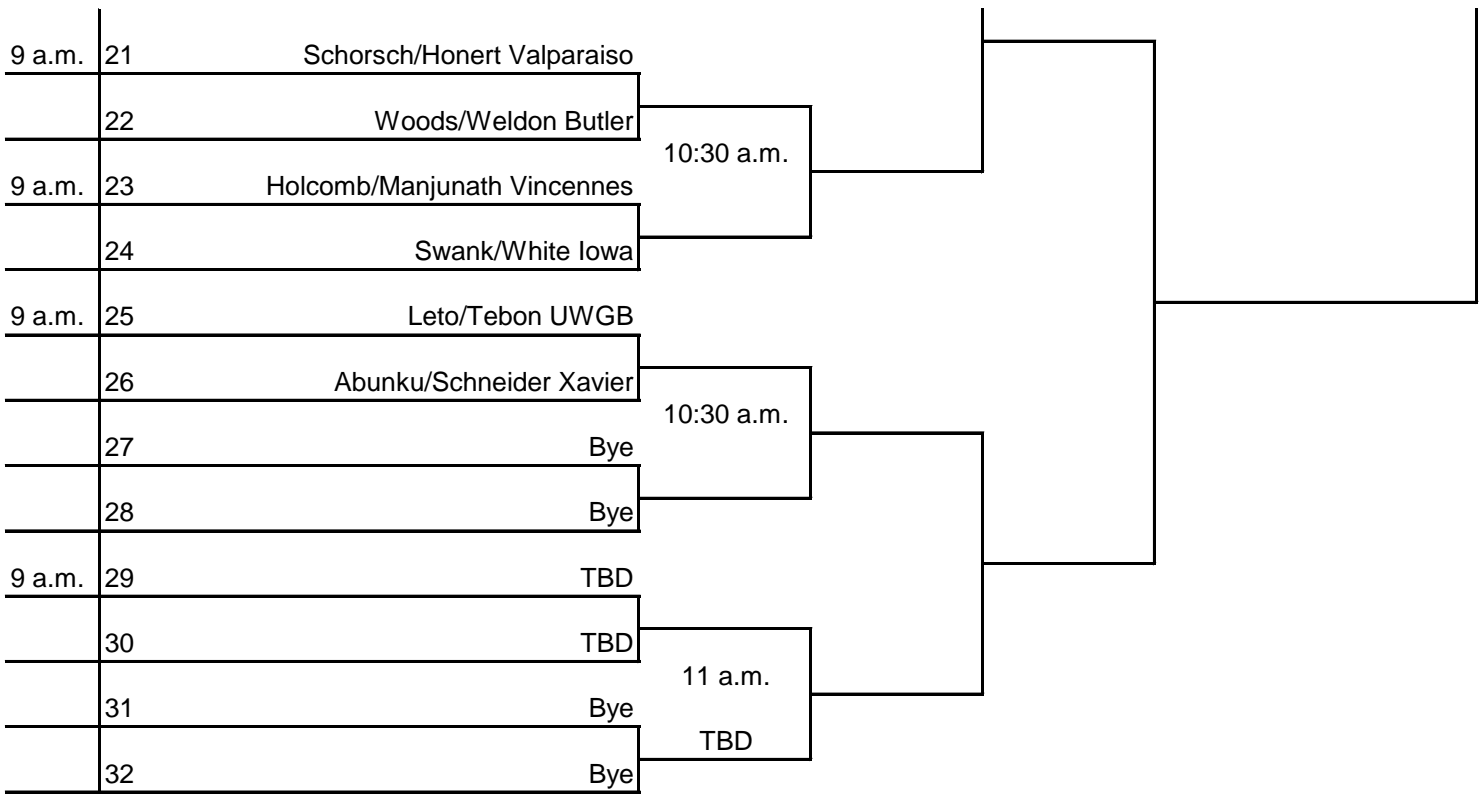 9 a.m. 21 Schorsch/Honert Valparaiso
22 Woods/Weldon Butler
10:30 a.m.
9 a.m. 23 Holcomb/Manjunath Vincennes
24 Swank/White Iowa
9 a.m. 25 Leto/Tebon UWGB
26 Abunku/Schneider Xavier
10:30 a.m.
27 Bye
28 Bye
9 a.m. 29 TBD
30 TBD
11 a.m.
31 Bye
TBD
32 Bye